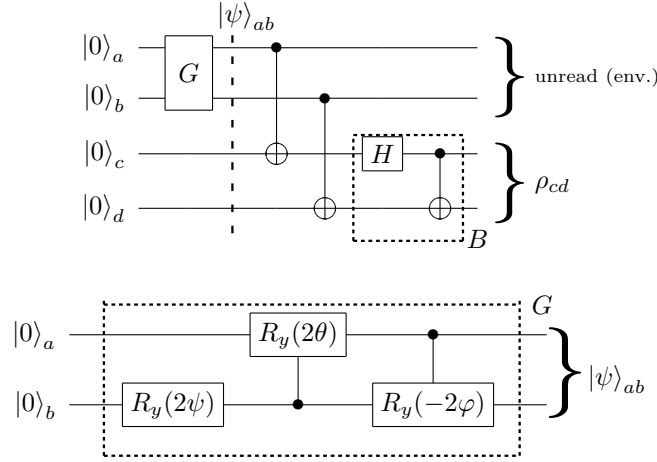 |ψ⟩_ab
|0⟩_a G
unread (env.)
|0⟩_b
|0⟩_c H
ρ_cd
|0⟩_d
B
G
|0⟩_a R_y(2θ)
|ψ⟩_ab
|0⟩_b R_y(2ψ) R_y(−2φ)